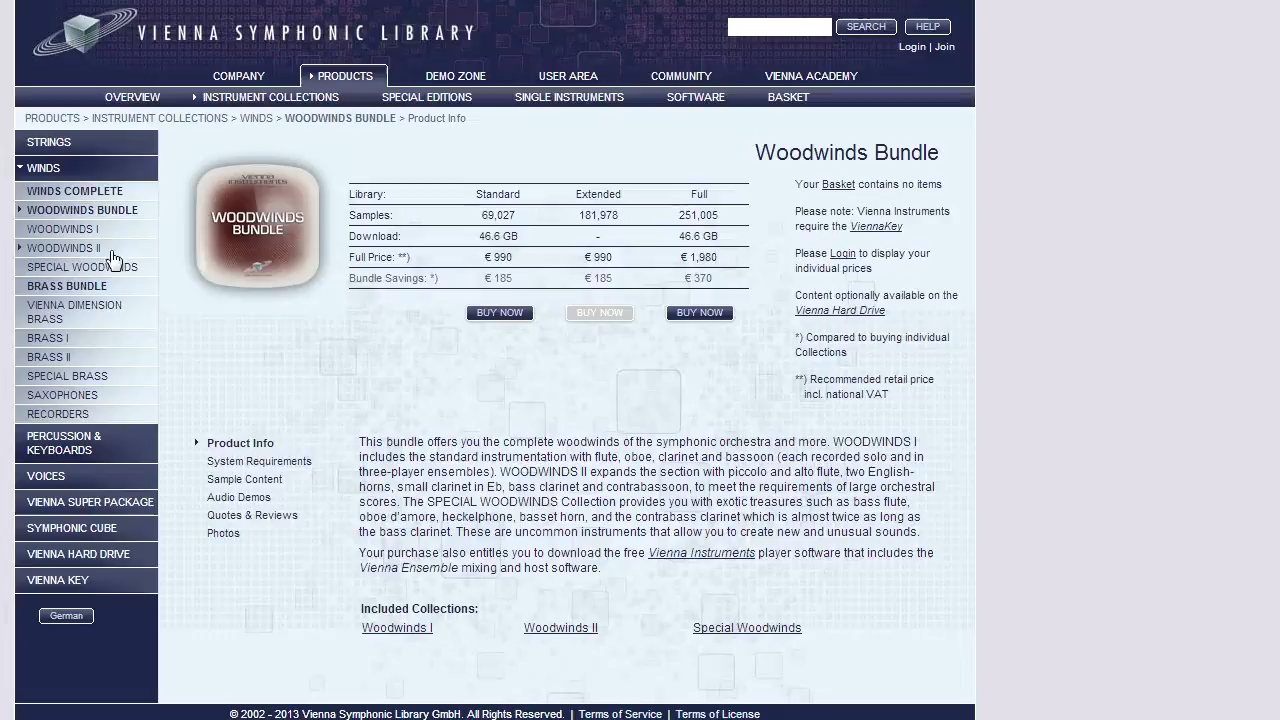 VIENNA SYMPHONIC LIBRARY
SEARCH
HELP
Login | Join
COMPANY
PRODUCTS
DEMO ZONE
USER AREA
COMMUNITY
VIENNA ACADEMY
OVERVIEW
INSTRUMENT COLLECTIONS
SPECIAL EDITIONS
SINGLE INSTRUMENTS
SOFTWARE
BASKET
PRODUCTS > INSTRUMENT COLLECTIONS > WINDS > WOODWINDS BUNDLE > Product Info
STRINGS
WINDS
WINDS COMPLETE
WOODWINDS BUNDLE
WOODWINDS I
WOODWINDS II
SPECIAL WOODWINDS
BRASS BUNDLE
VIENNA DIMENSION
BRASS
BRASS I
BRASS II
SPECIAL BRASS
SAXOPHONES
RECORDERS
PERCUSSION &
KEYBOARDS
VOICES
VIENNA SUPER PACKAGE
SYMPHONIC CUBE
VIENNA HARD DRIVE
VIENNA KEY
German
Vienna
Instruments
WOODWINDS
BUNDLE
Library: Standard Extended Full
Samples: 69,027 181,978 251,005
Download: 46.6 GB - 46.6 GB
Full Price: **) € 990 € 990 € 1,980
Bundle Savings: *) € 185 € 185 € 370
BUY NOW BUY NOW BUY NOW
Woodwinds Bundle
Your Basket contains no items
Please note: Vienna Instruments
require the ViennaKey
Please Login to display your
individual prices
Content optionally available on the
Vienna Hard Drive
*) Compared to buying individual
Collections
**) Recommended retail price
incl. national VAT
Product Info
System Requirements
Sample Content
Audio Demos
Quotes & Reviews
Photos
This bundle offers you the complete woodwinds of the symphonic orchestra and more. WOODWINDS I
includes the standard instrumentation with flute, oboe, clarinet and bassoon (each recorded solo and in
three-player ensembles). WOODWINDS II expands the section with piccolo and alto flute, two English-
horns, small clarinet in Eb, bass clarinet and contrabassoon, to meet the requirements of large orchestral
scores. The SPECIAL WOODWINDS Collection provides you with exotic treasures such as bass flute,
oboe d'amore, heckelphone, basset horn, and the contrabass clarinet which is almost twice as long as
the bass clarinet. These are uncommon instruments that allow you to create new and unusual sounds.
Your purchase also entitles you to download the free Vienna Instruments player software that includes the
Vienna Ensemble mixing and host software.
Included Collections:
Woodwinds I
Woodwinds II
Special Woodwinds
© 2002 - 2013 Vienna Symphonic Library GmbH. All Rights Reserved. | Terms of Service | Terms of License